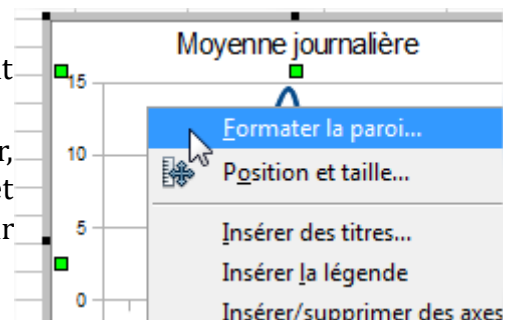 Moyenne journalière
15
Formater la paroi...
10
Position et taille...
5
Insérer des titres...
Insérer la légende
0
Insérer/supprimer des axes